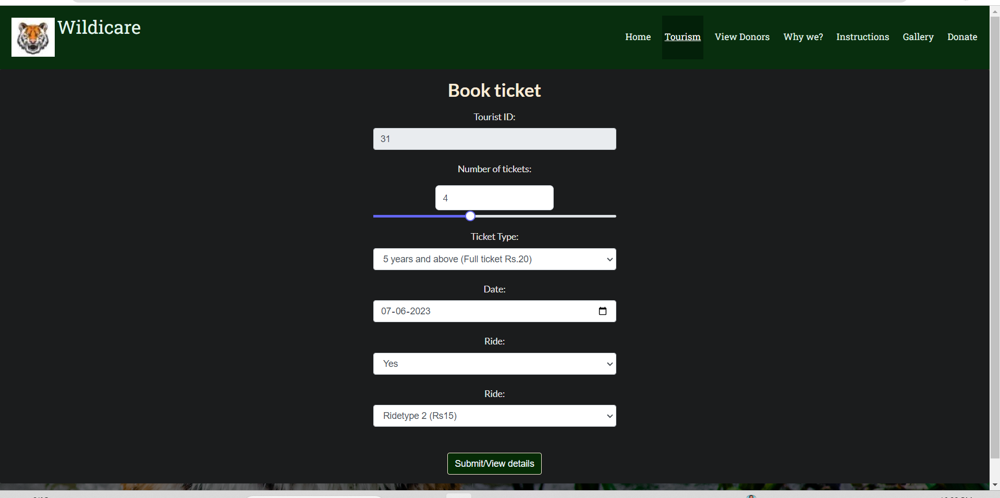 Wildicare
Home Tourism View Donors Why we? Instructions Gallery Donate
Book ticket
Tourist ID:
31
Number of tickets:
4
Ticket Type:
5 years and above (Full ticket Rs.20)
Date:
07-06-2023
Ride:
Yes
Ride:
Ridetype 2 (Rs15)
Submit/View details